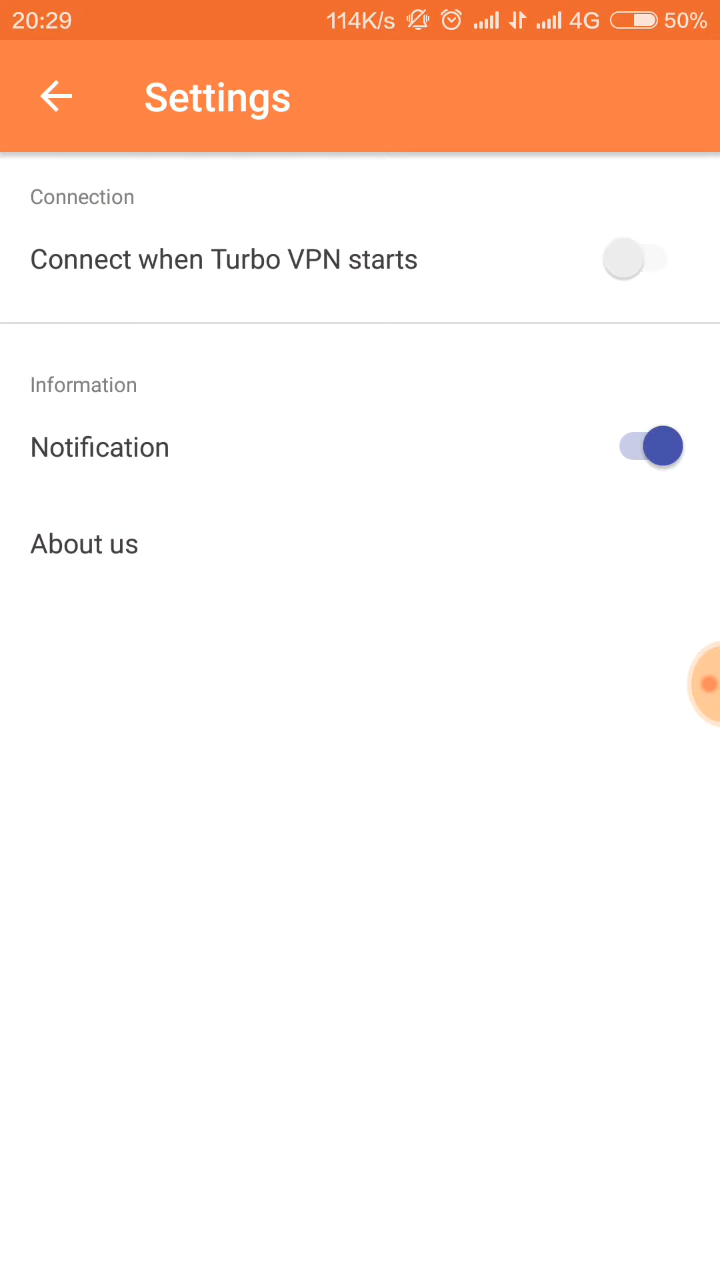 20:29 114K/s 4G 50%
Settings
Connection
Connect when Turbo VPN starts
Information
Notification
About us